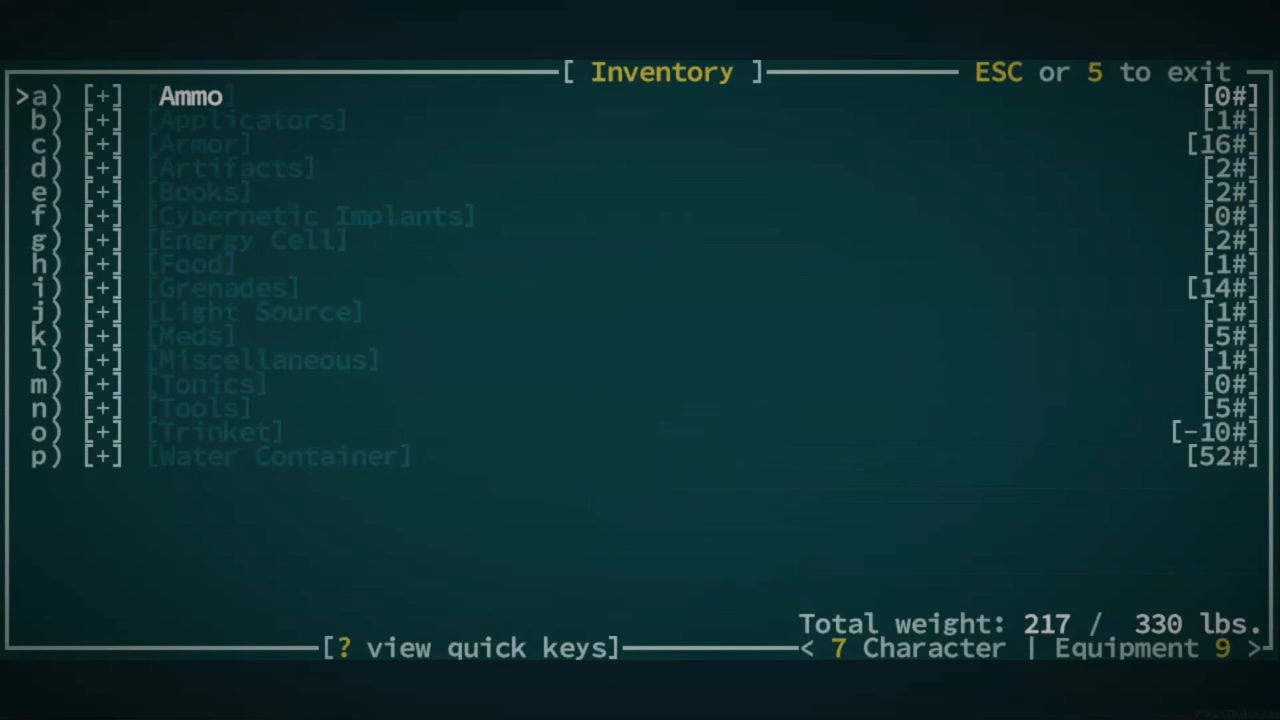 [ Inventory ] ESC or 5 to exit
>a) [+] Ammo [0#]
b) [+] [Applicators] [1#]
c) [+] [Armor] [16#]
d) [+] [Artifacts] [2#]
e) [+] [Books] [2#]
f) [+] [Cybernetic Implants] [0#]
g) [+] [Energy Cell] [2#]
h) [+] [Food] [1#]
i) [+] [Grenades] [14#]
j) [+] [Light Source] [1#]
k) [+] [Meds] [5#]
l) [+] [Miscellaneous] [1#]
m) [+] [Tonics] [0#]
n) [+] [Tools] [5#]
o) [+] [Trinket] [-10#]
p) [+] [Water Container] [52#]
Total weight: 217 / 330 lbs.
[? view quick keys] < 7 Character | Equipment 9 >